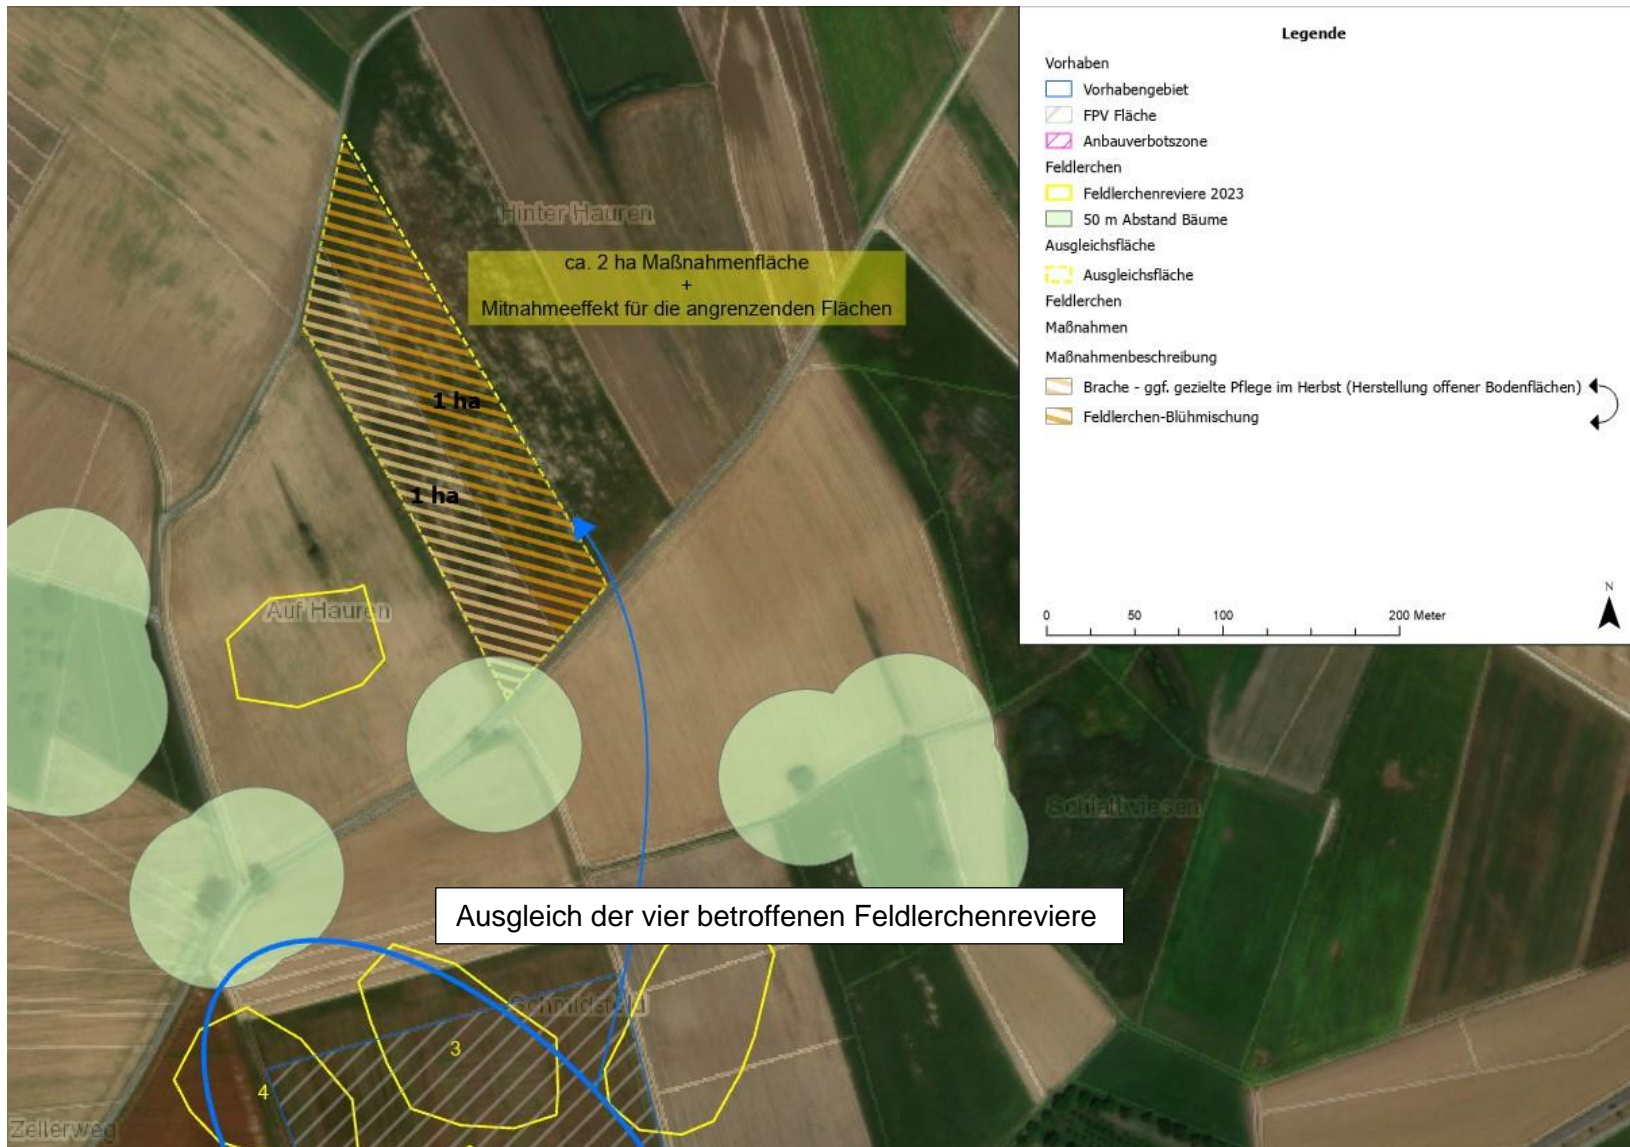 Legende
Vorhaben
Vorhabengebiet
FPV Fläche
Anbauverbotszone
Feldlerchen
Feldlerchenreviere 2023
50 m Abstand Bäume
Ausgleichsfläche
Ausgleichsfläche
Feldlerchen
Maßnahmen
Maßnahmenbeschreibung
Brache - ggf. gezielte Pflege im Herbst (Herstellung offener Bodenflächen)
Feldlerchen-Blühmischung
N
0 50 100 200 Meter
Hinter Hauren
ca. 2 ha Maßnahmenfläche
+
Mitnahmeeffekt für die angrenzenden Flächen
1 ha
1 ha
Auf Hauren
Schlattwiesen
Ausgleich der vier betroffenen Feldlerchenreviere
3
4
Zellerweg